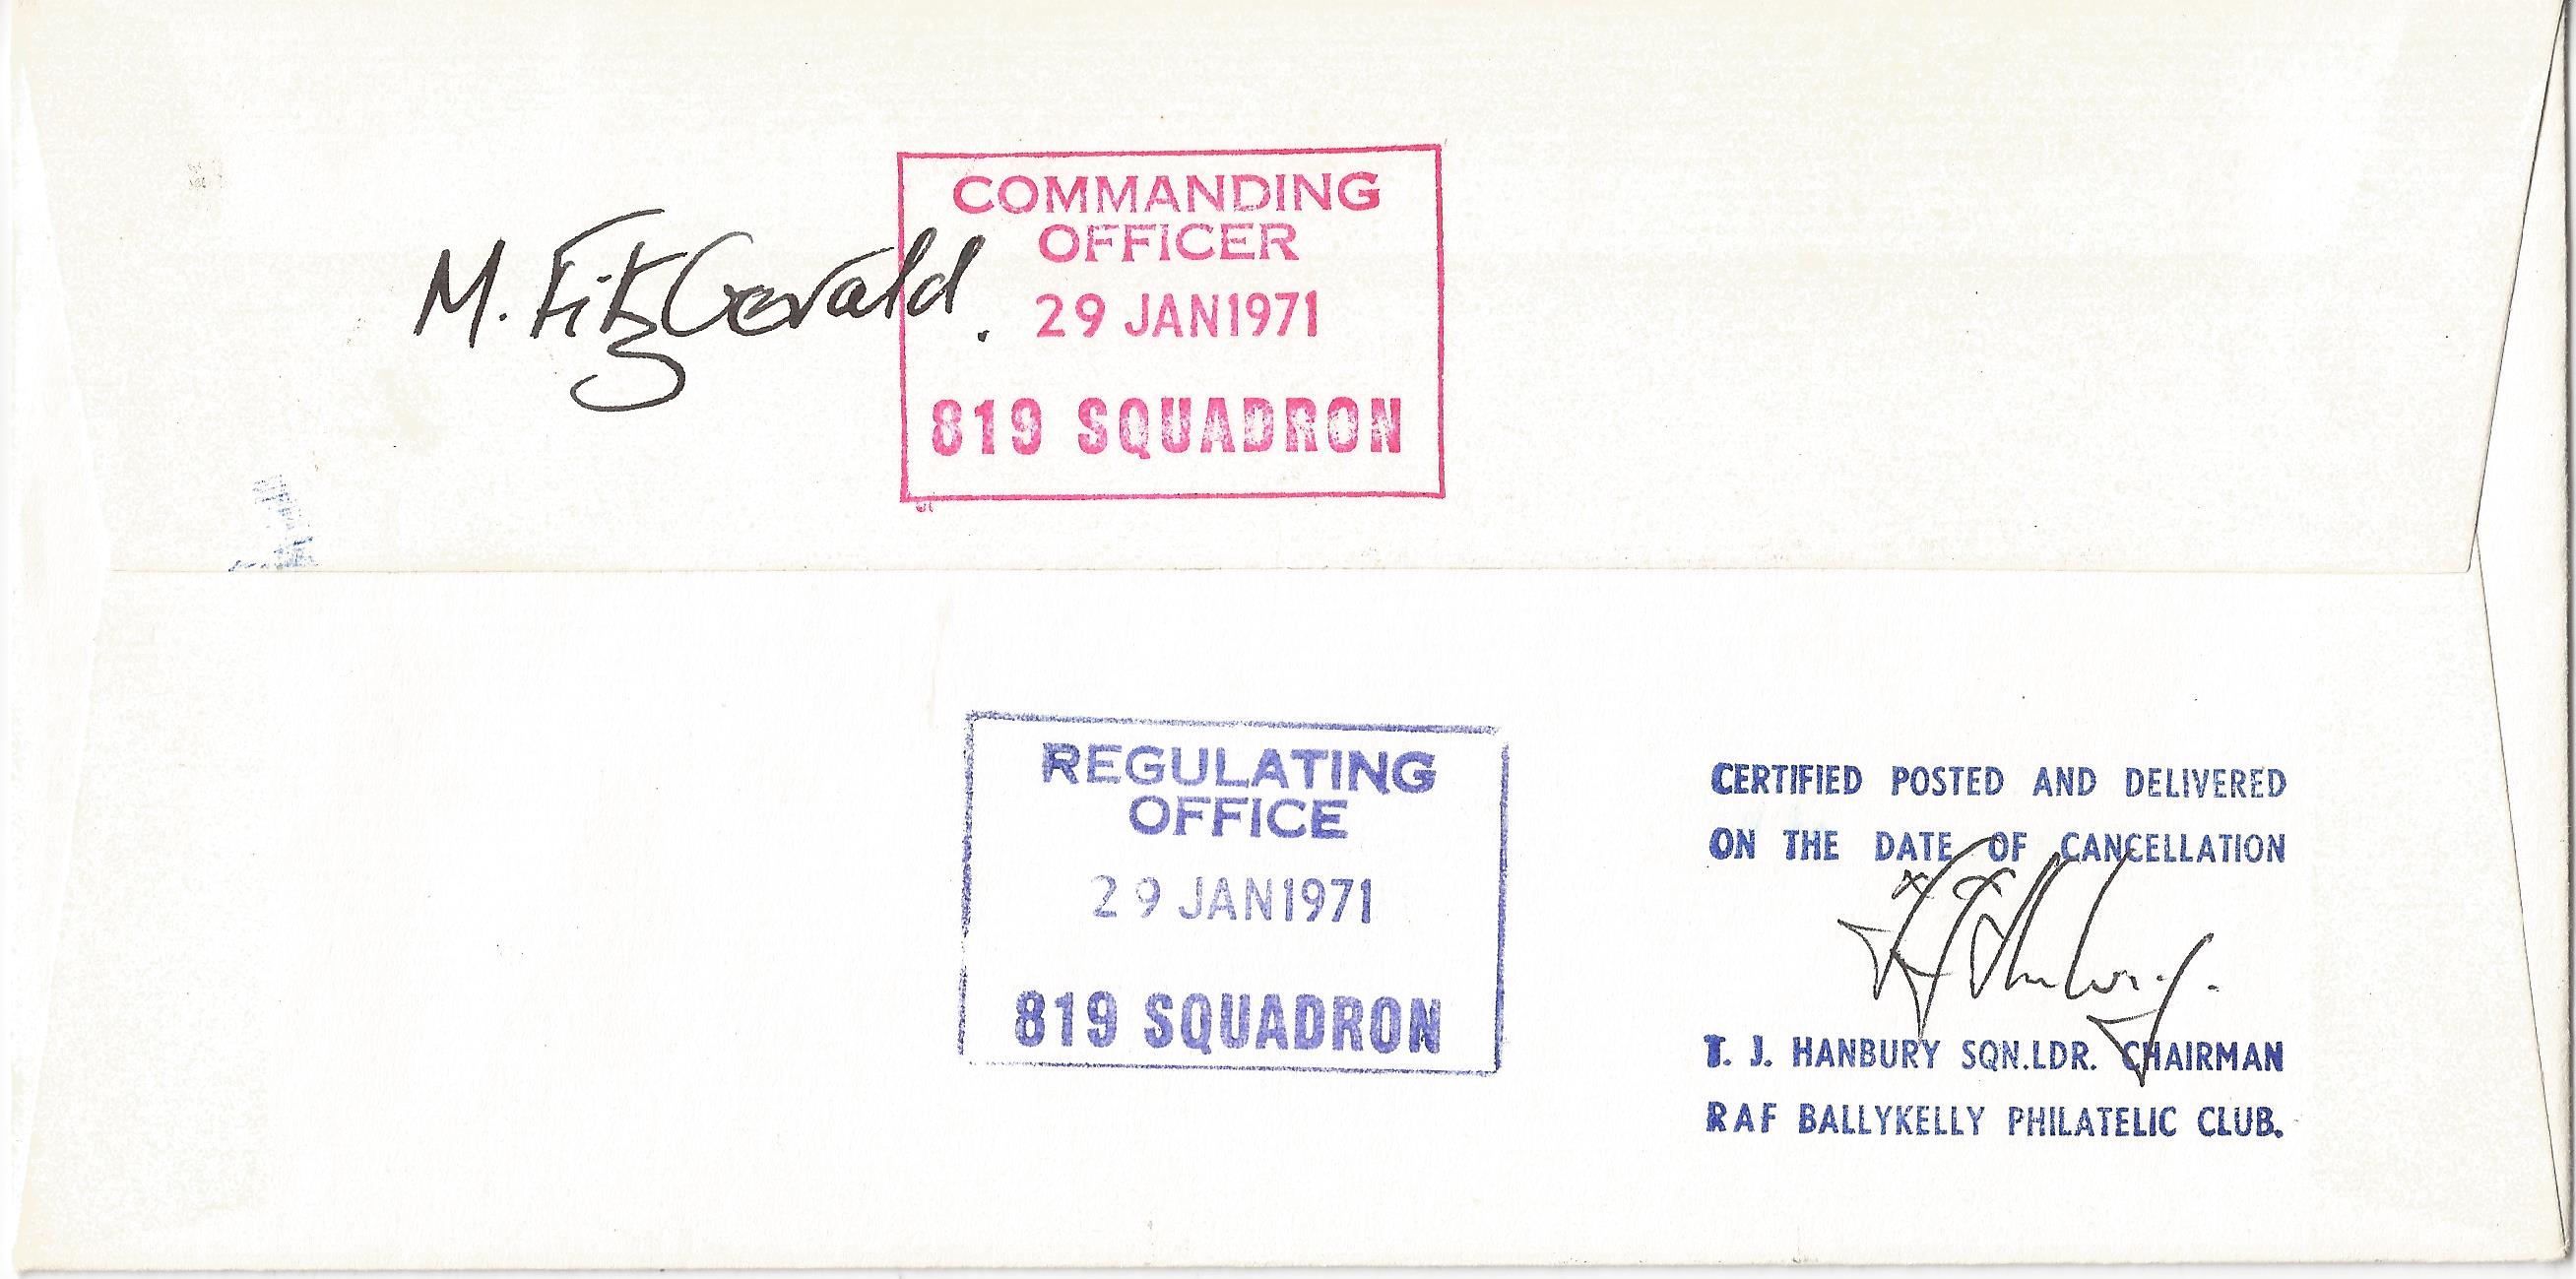 COMMANDING
OFFICER
M. FitzGerald.
29 JAN 1971
819 SQUADRON
REGULATING
OFFICE
29 JAN 1971
819 SQUADRON
CERTIFIED POSTED AND DELIVERED
ON THE DATE OF CANCELLATION
T. J. HANBURY SQN.LDR. CHAIRMAN
RAF BALLYKELLY PHILATELIC CLUB.